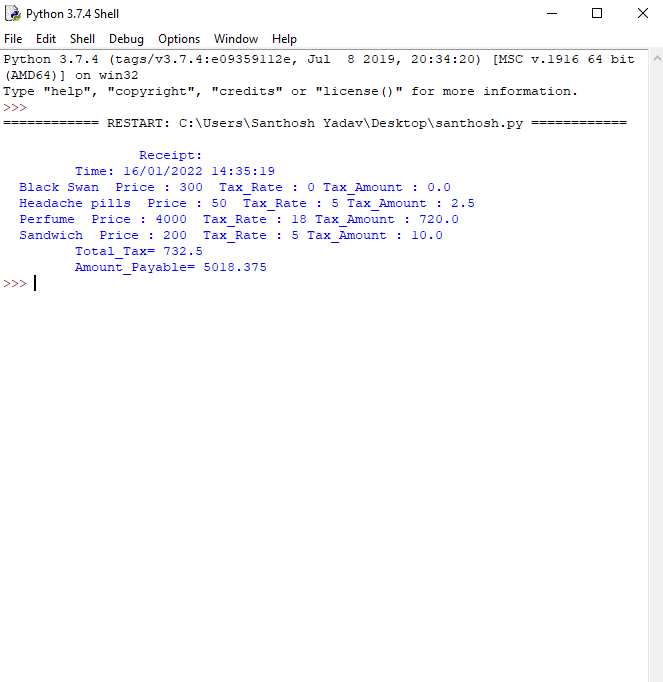 Python 3.7.4 Shell
File Edit Shell Debug Options Window Help
Python 3.7.4 (tags/v3.7.4:e09359112e, Jul  8 2019, 20:34:20) [MSC v.1916 64 bit
(AMD64)] on win32
Type "help", "copyright", "credits" or "license()" for more information.
>>>
============ RESTART: C:\Users\Santhosh Yadav\Desktop\santhosh.py ============
Receipt:
Time: 16/01/2022 14:35:19
Black Swan  Price : 300  Tax_Rate : 0 Tax_Amount : 0.0
Headache pills  Price : 50  Tax_Rate : 5 Tax_Amount : 2.5
Perfume  Price : 4000  Tax_Rate : 18 Tax_Amount : 720.0
Sandwich  Price : 200  Tax_Rate : 5 Tax_Amount : 10.0
Total_Tax= 732.5
Amount_Payable= 5018.375
>>>